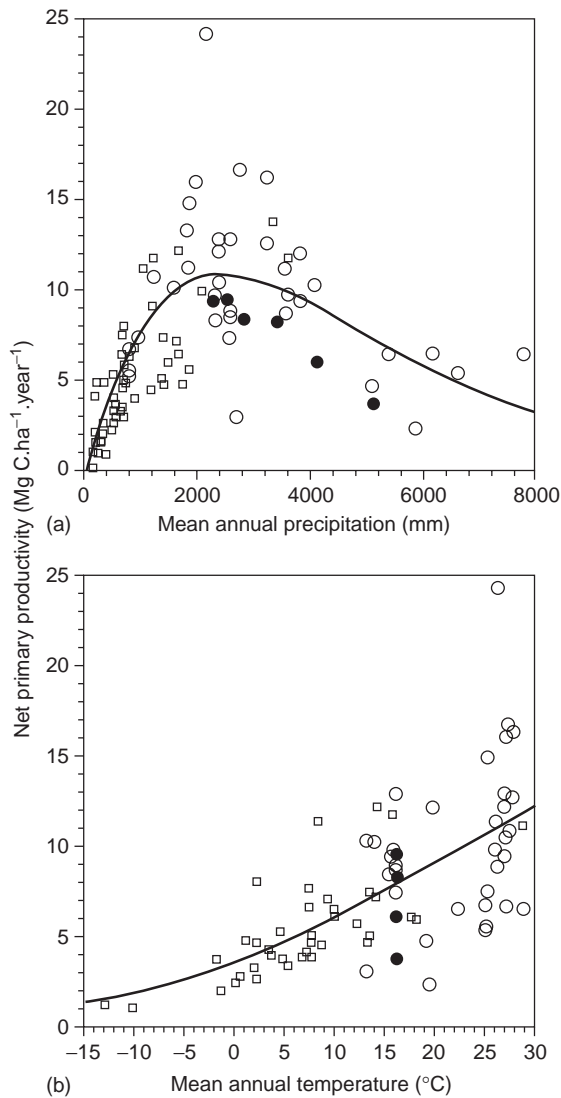 25
20
15
10
5
0
0 2000 4000 6000 8000
(a) Mean annual precipitation (mm)
Net primary productivity (Mg C.ha⁻¹.year⁻¹)
25
20
15
10
5
0
−15 −10 −5 0 5 10 15 20 25 30
(b) Mean annual temperature (°C)